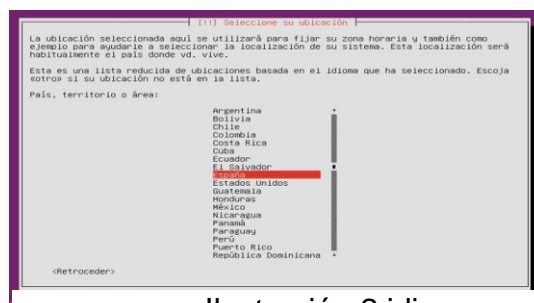 [!!] Seleccione su ubicación
La ubicación seleccionada aquí se utilizará para fijar su zona horaria y también como
ejemplo para ayudarle a seleccionar la localización de su sistema. Esta localización será
habitualmente el país donde vd. vive.
Esta es una lista reducida de ubicaciones basada en el idioma que ha seleccionado. Escoja
«otro» si su ubicación no está en la lista.
País, territorio o área:
Argentina
Bolivia
Chile
Colombia
Costa Rica
Cuba
Ecuador
El Salvador
España
Estados Unidos
Guatemala
Honduras
México
Nicaragua
Panamá
Paraguay
Perú
Puerto Rico
República Dominicana
<Retroceder>